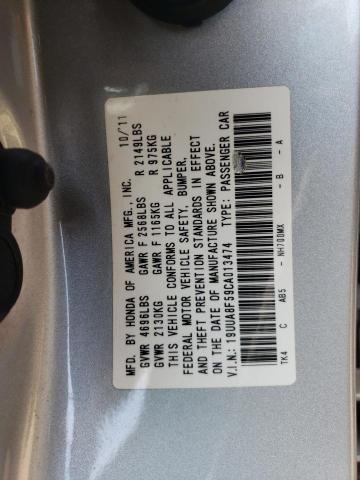 MFD. BY HONDA OF AMERICA MFG., INC. 10/11
GVWR 4696LBS GAWR F 2568LBS R 2149LBS
GVWR 2130KG GAWR F 1165KG R 975KG
THIS VEHICLE CONFORMS TO ALL APPLICABLE
FEDERAL MOTOR VEHICLE SAFETY, BUMPER,
AND THEFT PREVENTION STANDARDS IN EFFECT
ON THE DATE OF MANUFACTURE SHOWN ABOVE.
V.I.N.: 19UUA8F59CA013474 TYPE: PASSENGER CAR
TK4 C AB5 - NH700MX - B - A